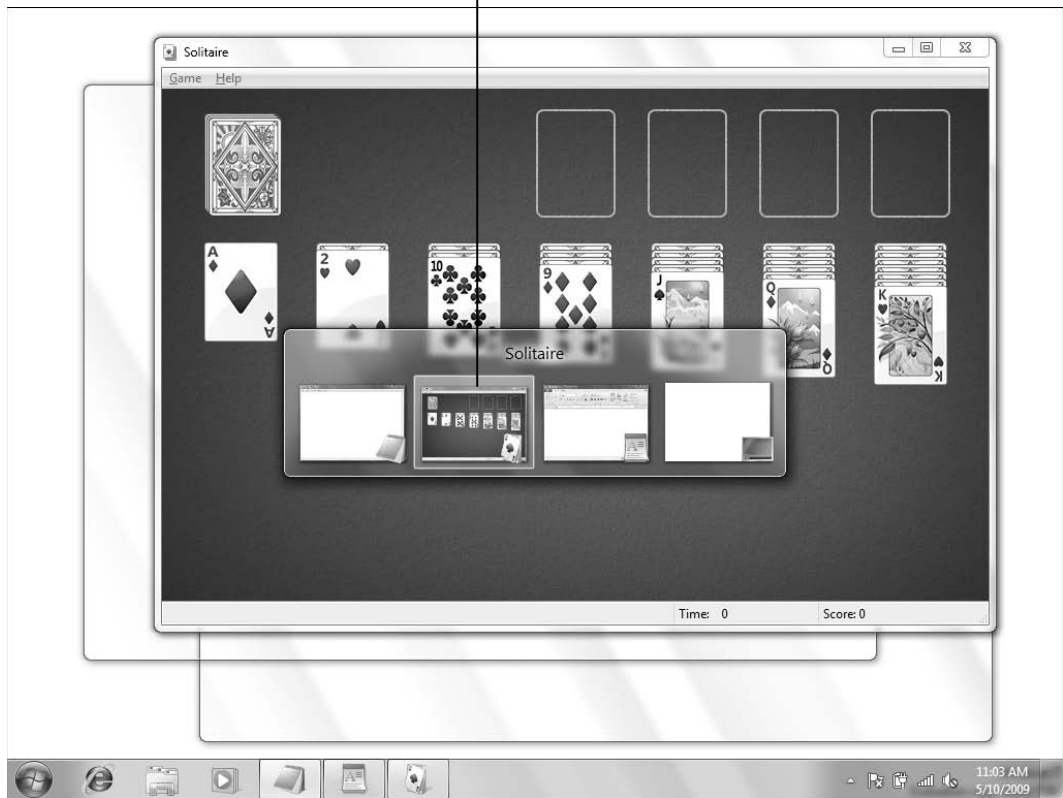 Solitaire
Game Help
A
A
2
10
9
J
Q
Q
K
K
Solitaire
Time: 0 Score: 0
11:03 AM
5/10/2009